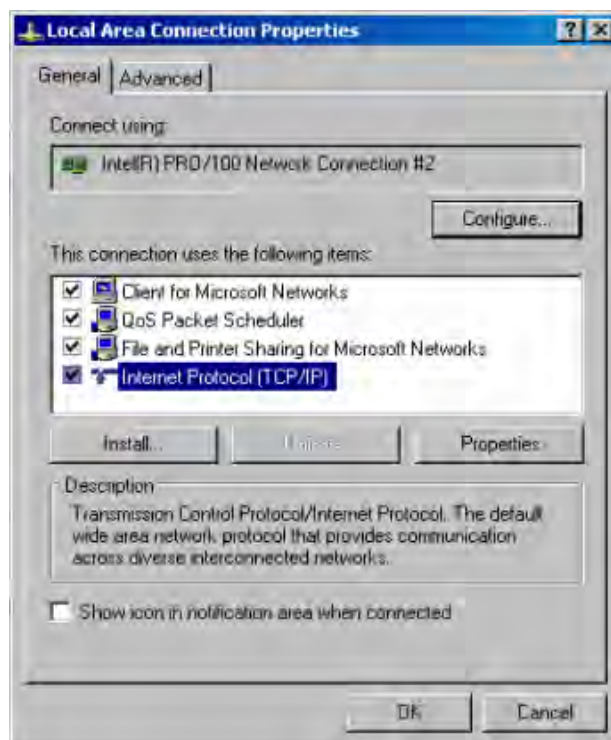 Local Area Connection Properties
General
Advanced
Connect using:
Intel(R) PRO/100 Network Connection #2
Configure...
This connection uses the following items:
Client for Microsoft Networks
QoS Packet Scheduler
File and Printer Sharing for Microsoft Networks
Internet Protocol (TCP/IP)
Install...
Properties
Description
Transmission Control Protocol/Internet Protocol. The default
wide area network protocol that provides communication
across diverse interconnected networks.
Show icon in notification area when connected
OK
Cancel